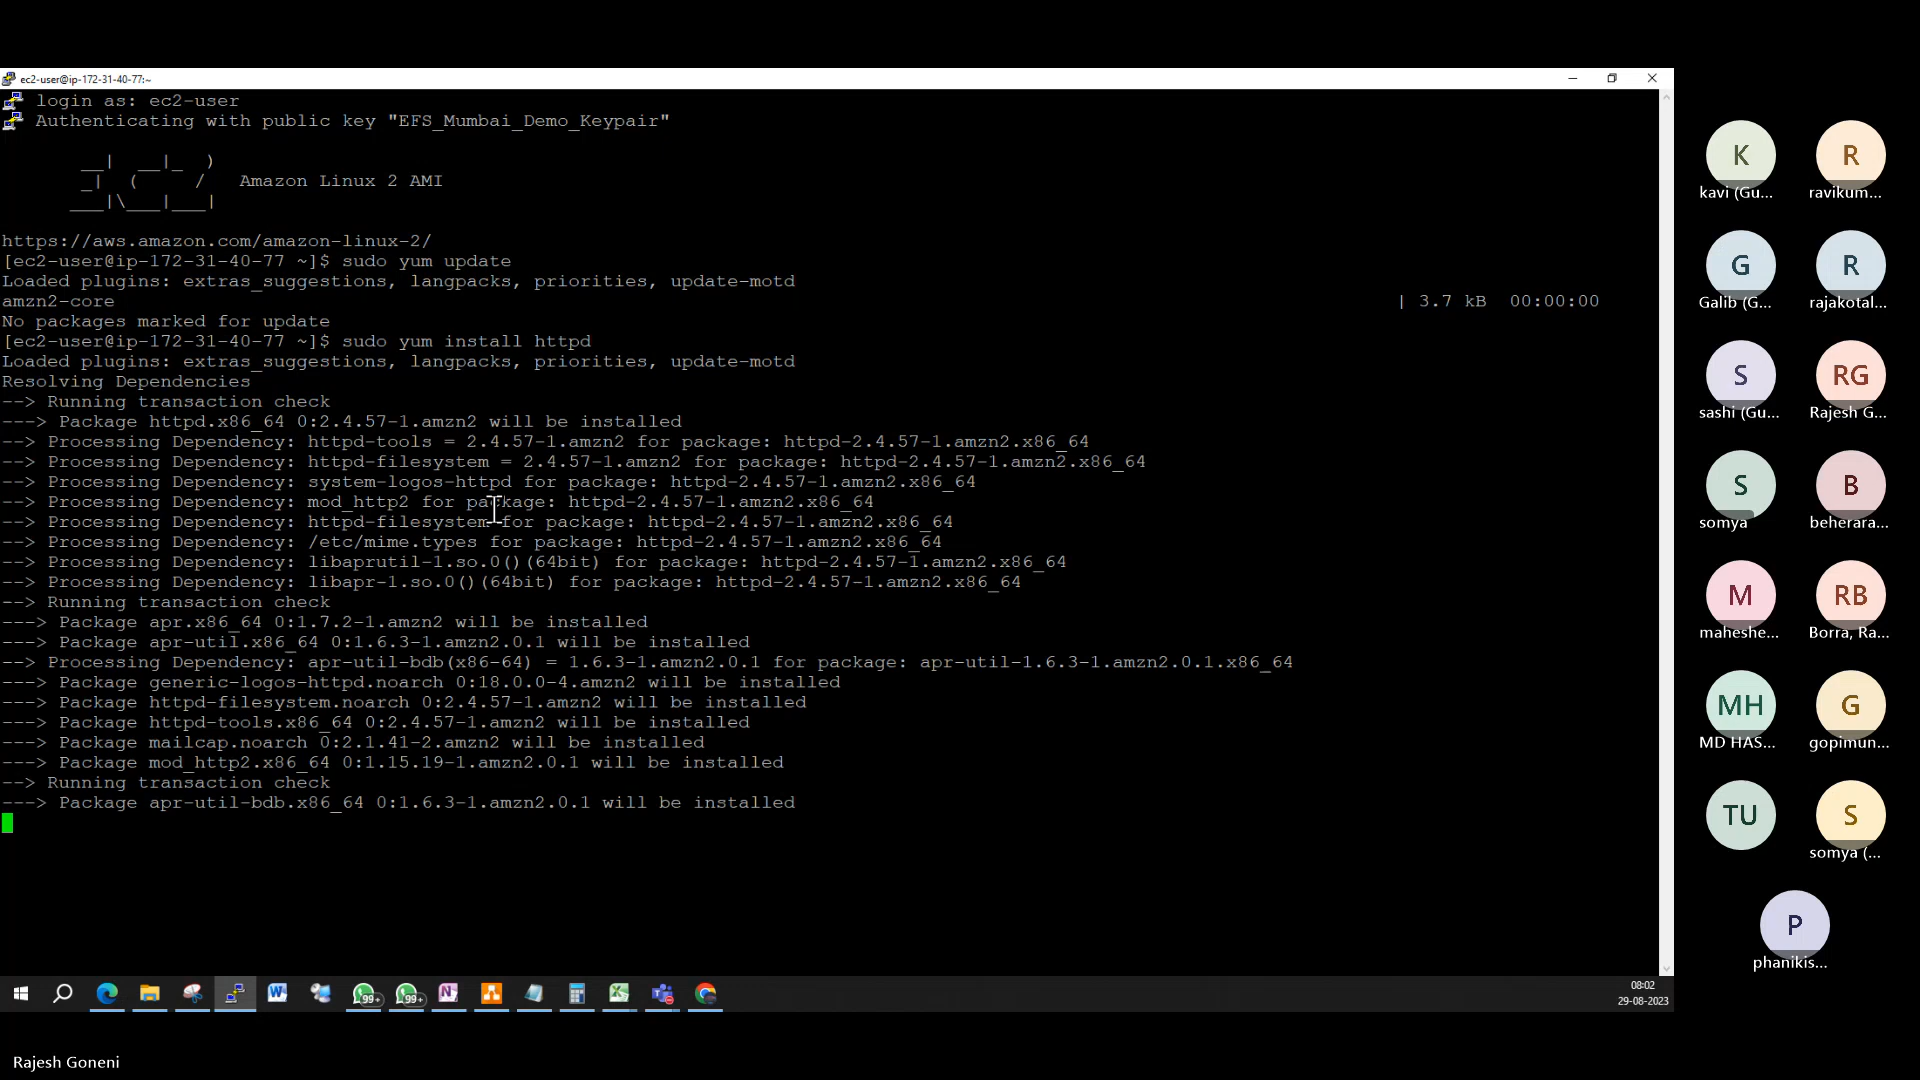 ec2-user@ip-172-31-40-77:~
login as: ec2-user
Authenticating with public key "EFS_Mumbai_Demo_Keypair"
       __|  __|_  )
       _|  (     /   Amazon Linux 2 AMI
      ___|\___|___|
https://aws.amazon.com/amazon-linux-2/
[ec2-user@ip-172-31-40-77 ~]$ sudo yum update
Loaded plugins: extras_suggestions, langpacks, priorities, update-motd
amzn2-core | 3.7 kB 00:00:00
No packages marked for update
[ec2-user@ip-172-31-40-77 ~]$ sudo yum install httpd
Loaded plugins: extras_suggestions, langpacks, priorities, update-motd
Resolving Dependencies
--> Running transaction check
---> Package httpd.x86_64 0:2.4.57-1.amzn2 will be installed
--> Processing Dependency: httpd-tools = 2.4.57-1.amzn2 for package: httpd-2.4.57-1.amzn2.x86_64
--> Processing Dependency: httpd-filesystem = 2.4.57-1.amzn2 for package: httpd-2.4.57-1.amzn2.x86_64
--> Processing Dependency: system-logos-httpd for package: httpd-2.4.57-1.amzn2.x86_64
--> Processing Dependency: mod_http2 for package: httpd-2.4.57-1.amzn2.x86_64
--> Processing Dependency: httpd-filesystem for package: httpd-2.4.57-1.amzn2.x86_64
--> Processing Dependency: /etc/mime.types for package: httpd-2.4.57-1.amzn2.x86_64
--> Processing Dependency: libaprutil-1.so.0()(64bit) for package: httpd-2.4.57-1.amzn2.x86_64
--> Processing Dependency: libapr-1.so.0()(64bit) for package: httpd-2.4.57-1.amzn2.x86_64
--> Running transaction check
---> Package apr.x86_64 0:1.7.2-1.amzn2 will be installed
---> Package apr-util.x86_64 0:1.6.3-1.amzn2.0.1 will be installed
--> Processing Dependency: apr-util-bdb(x86-64) = 1.6.3-1.amzn2.0.1 for package: apr-util-1.6.3-1.amzn2.0.1.x86_64
---> Package generic-logos-httpd.noarch 0:18.0.0-4.amzn2 will be installed
---> Package httpd-filesystem.noarch 0:2.4.57-1.amzn2 will be installed
---> Package httpd-tools.x86_64 0:2.4.57-1.amzn2 will be installed
---> Package mailcap.noarch 0:2.1.41-2.amzn2 will be installed
---> Package mod_http2.x86_64 0:1.15.19-1.amzn2.0.1 will be installed
--> Running transaction check
---> Package apr-util-bdb.x86_64 0:1.6.3-1.amzn2.0.1 will be installed
99+
99+
08:02
29-08-2023
K R
kavi (Gu... ravikum...
G R
Galib (G... rajakotal...
S RG
sashi (Gu... Rajesh G...
S B
somya beherara...
M RB
maheshe... Borra, Ra...
MH G
MD HAS... gopimun...
TU S
somya (...
P
phanikis...
Rajesh Goneni